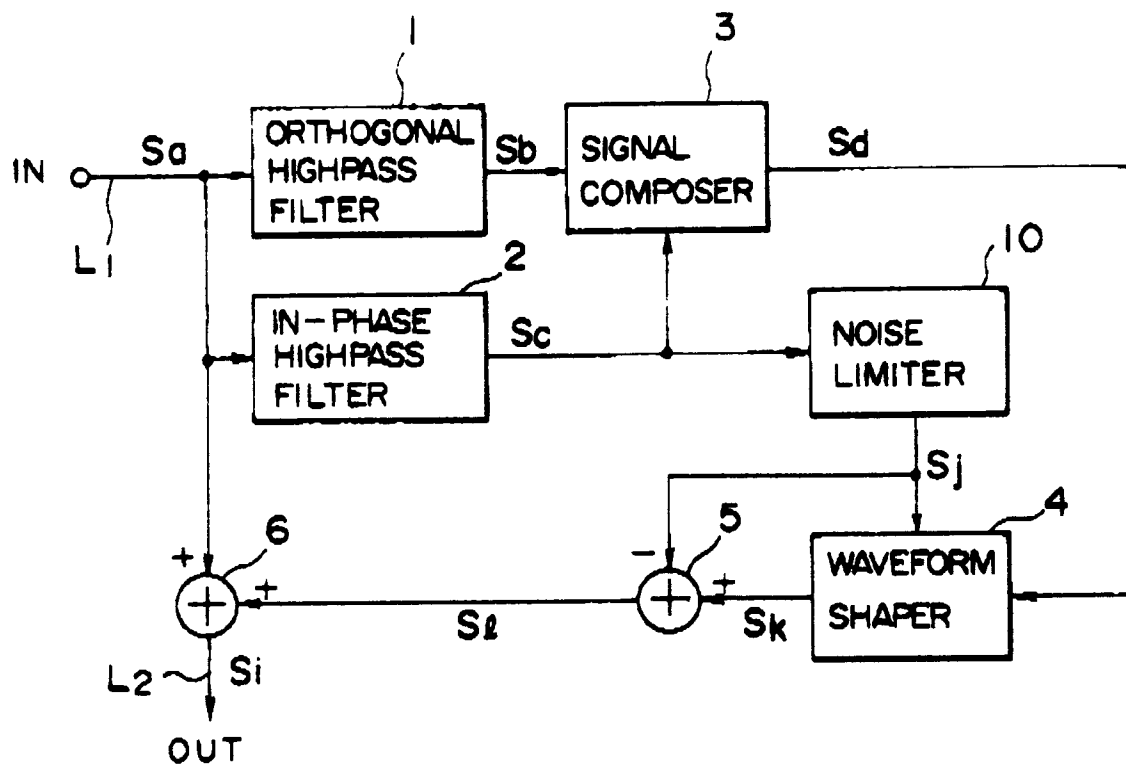 1
3
IN
Sa
ORTHOGONAL
HIGHPASS
FILTER
Sb
SIGNAL
COMPOSER
Sd
L1
2
10
IN-PHASE
HIGHPASS
FILTER
Sc
NOISE
LIMITER
Sj
6
5
4
+
+
-
+
WAVEFORM
SHAPER
+
+
Sl
Sk
L2
Si
OUT